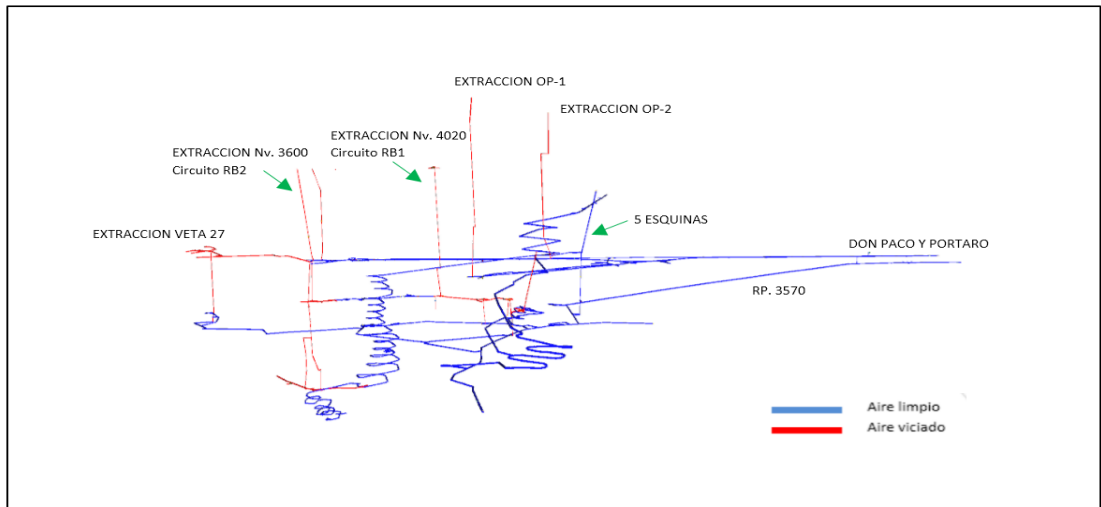 EXTRACCION OP-1
EXTRACCION OP-2
EXTRACCION Nv. 4020
Circuito RB1
EXTRACCION Nv. 3600
Circuito RB2
5 ESQUINAS
EXTRACCION VETA 27
DON PACO Y PORTARO
RP. 3570
Aire limpio
Aire viciado